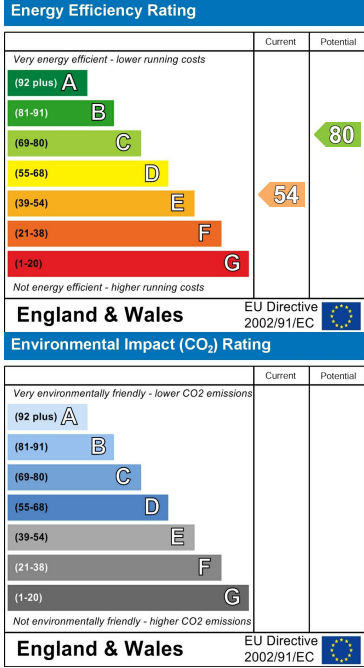 Energy Efficiency Rating
Current Potential
Very energy efficient - lower running costs
(92 plus) A
(81-91) B
(69-80) C
80
(55-68) D
(39-54) E
54
(21-38) F
(1-20) G
Not energy efficient - higher running costs
England & Wales
EU Directive
2002/91/EC
Environmental Impact (CO₂) Rating
Current Potential
Very environmentally friendly - lower CO2 emissions
(92 plus) A
(81-91) B
(69-80) C
(55-68) D
(39-54) E
(21-38) F
(1-20) G
Not environmentally friendly - higher CO2 emissions
England & Wales
EU Directive
2002/91/EC